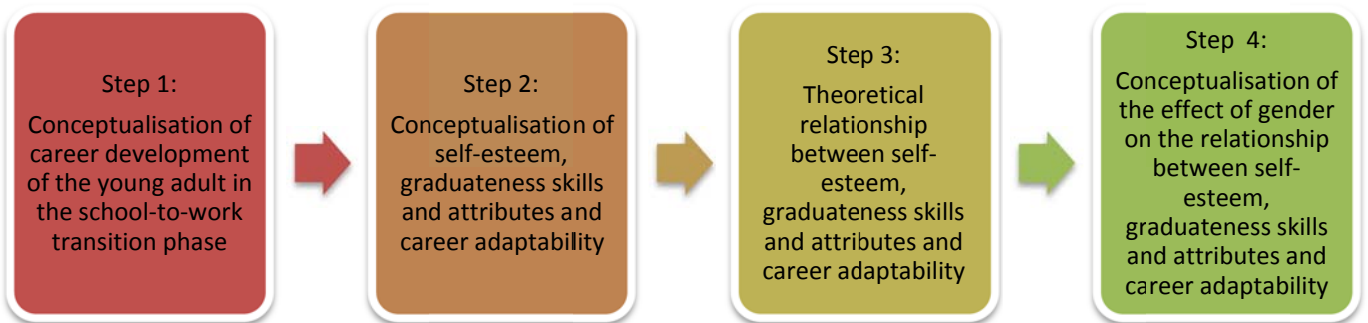 Step 1:
Conceptualisation of
career development
of the young adult in
the school-to-work
transition phase
Step 2:
Conceptualisation of
self-esteem,
graduateness skills
and attributes and
career adaptability
Step 3:
Theoretical
relationship
between self-
esteem,
graduateness skills
and attributes and
career adaptability
Step 4:
Conceptualisation of
the effect of gender
on the relationship
between self-
esteem,
graduateness skills
and attributes and
career adaptability